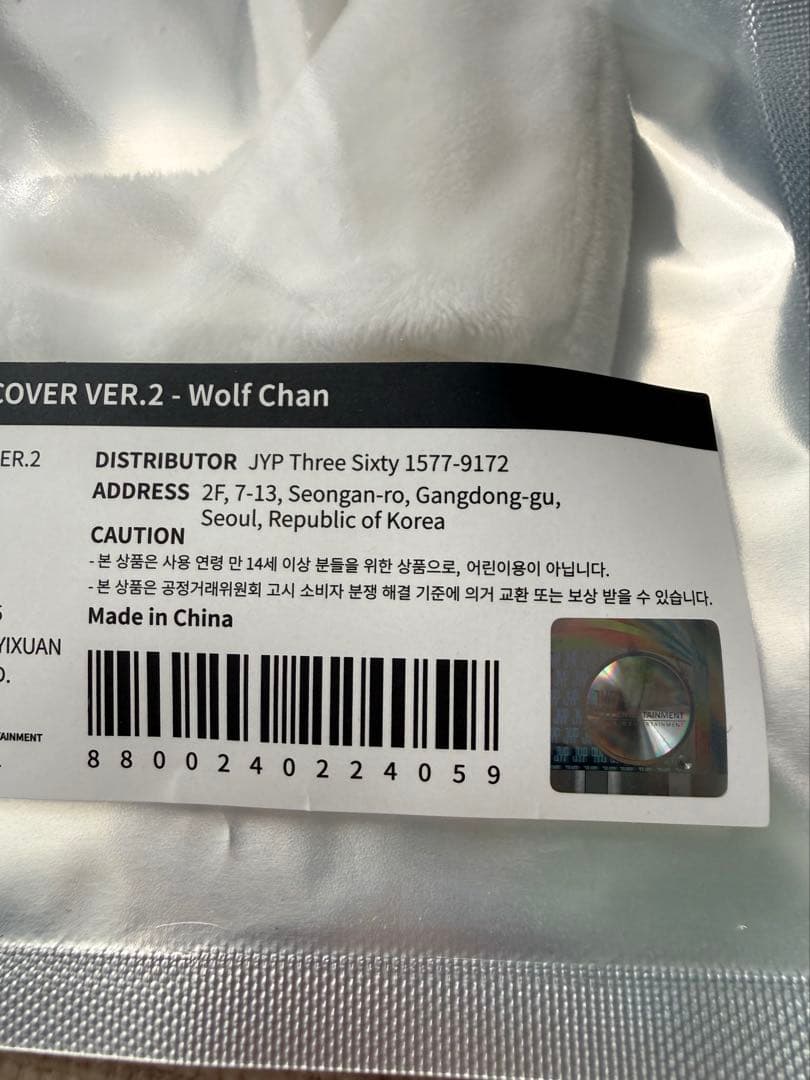 COVER VER.2 - Wolf Chan
ER.2
DISTRIBUTOR JYP Three Sixty 1577-9172
ADDRESS 2F, 7-13, Seongan-ro, Gangdong-gu,
Seoul, Republic of Korea
CAUTION
- 본 상품은 사용 연령 만 14세 이상 분들을 위한 상품으로, 어린이용이 아닙니다.
- 본 상품은 공정거래위원회 고시 소비자 분쟁 해결 기준에 의거 교환 또는 보상 받을 수 있습니다.
Made in China
YIXUAN
D.
AINMENT
8800240224059
TAINMENT